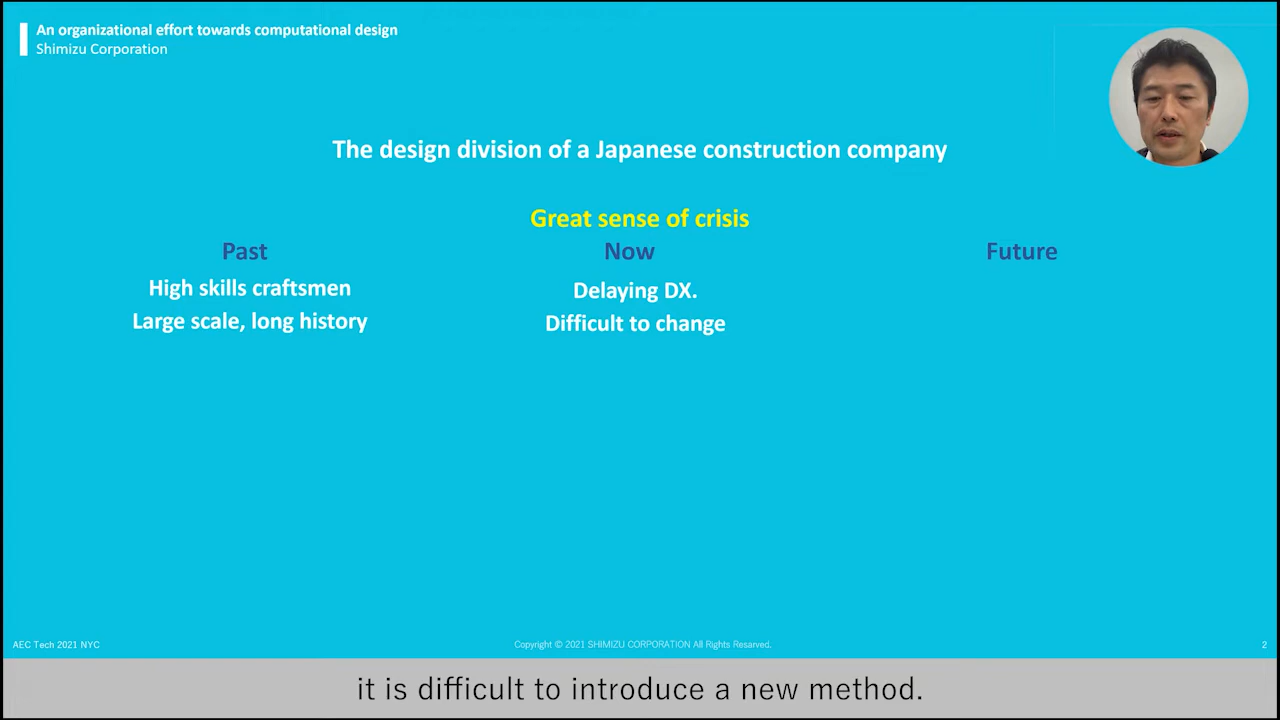 An organizational effort towards computational design
Shimizu Corporation
The design division of a Japanese construction company
Great sense of crisis
Past
Now
Future
High skills craftsmen
Delaying DX.
Large scale, long history
Difficult to change
AEC Tech 2021 NYC
Copyright © 2021 SHIMIZU CORPORATION All Rights Resarved.
2
it is difficult to introduce a new method.